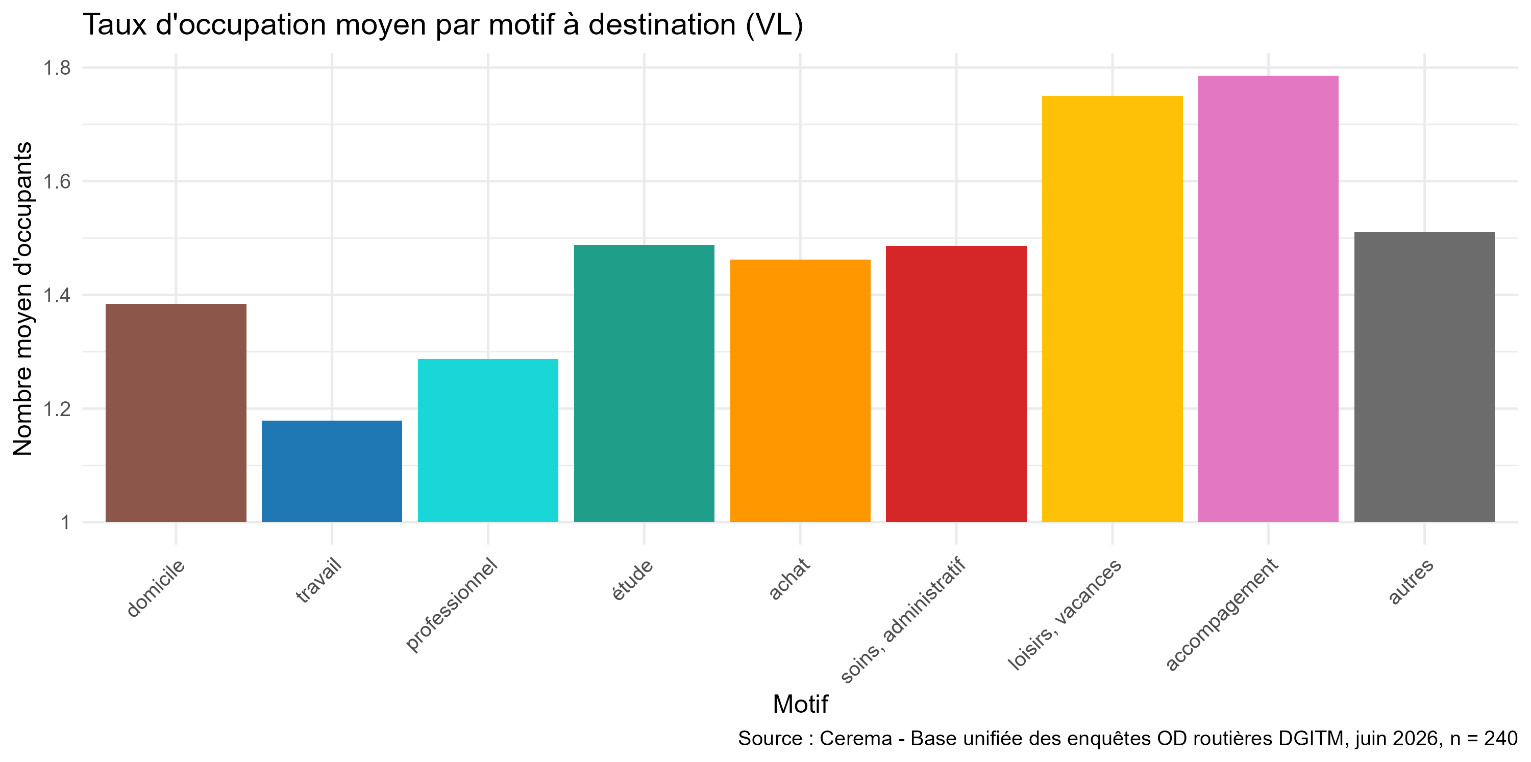 Taux d'occupation moyen par motif à destination (VL)
Nombre moyen d'occupants
1.8
1.6
1.4
1.2
1
domicile
travail
professionnel
étude
achat
soins, administratif
loisirs, vacances
accompagement
autres
Motif
Source : Cerema - Base unifiée des enquêtes OD routières DGITM, juin 2026, n = 240